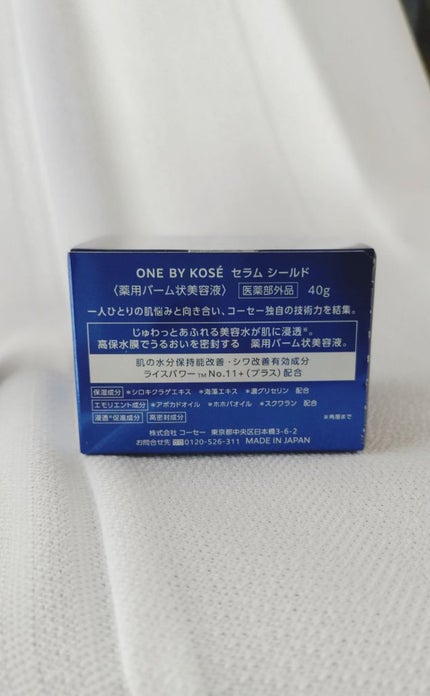 ONE BY KOSÉ セラム シールド
〈薬用バーム状美容液〉 医薬部外品 40g
一人ひとりの肌悩みと向き合い、コーセー独自の技術力を結集。
じゅわっとあふれる美容水が肌に浸透※。
高保水膜でうるおいを密封する 薬用バーム状美容液。
肌の水分保持能改善・シワ改善有効成分
ライスパワー™No.11+（プラス）配合
保湿成分 *シロキクラゲエキス *海藻エキス *濃グリセリン 配合
エモリエント成分 *アボカドオイル *ホホバオイル *スクワラン 配合
浸透※促進成分 高密封成分 ※角層まで
株式会社 コーセー 東京都中央区日本橋3-6-2
お問合せ先 0120-526-311 MADE IN JAPAN